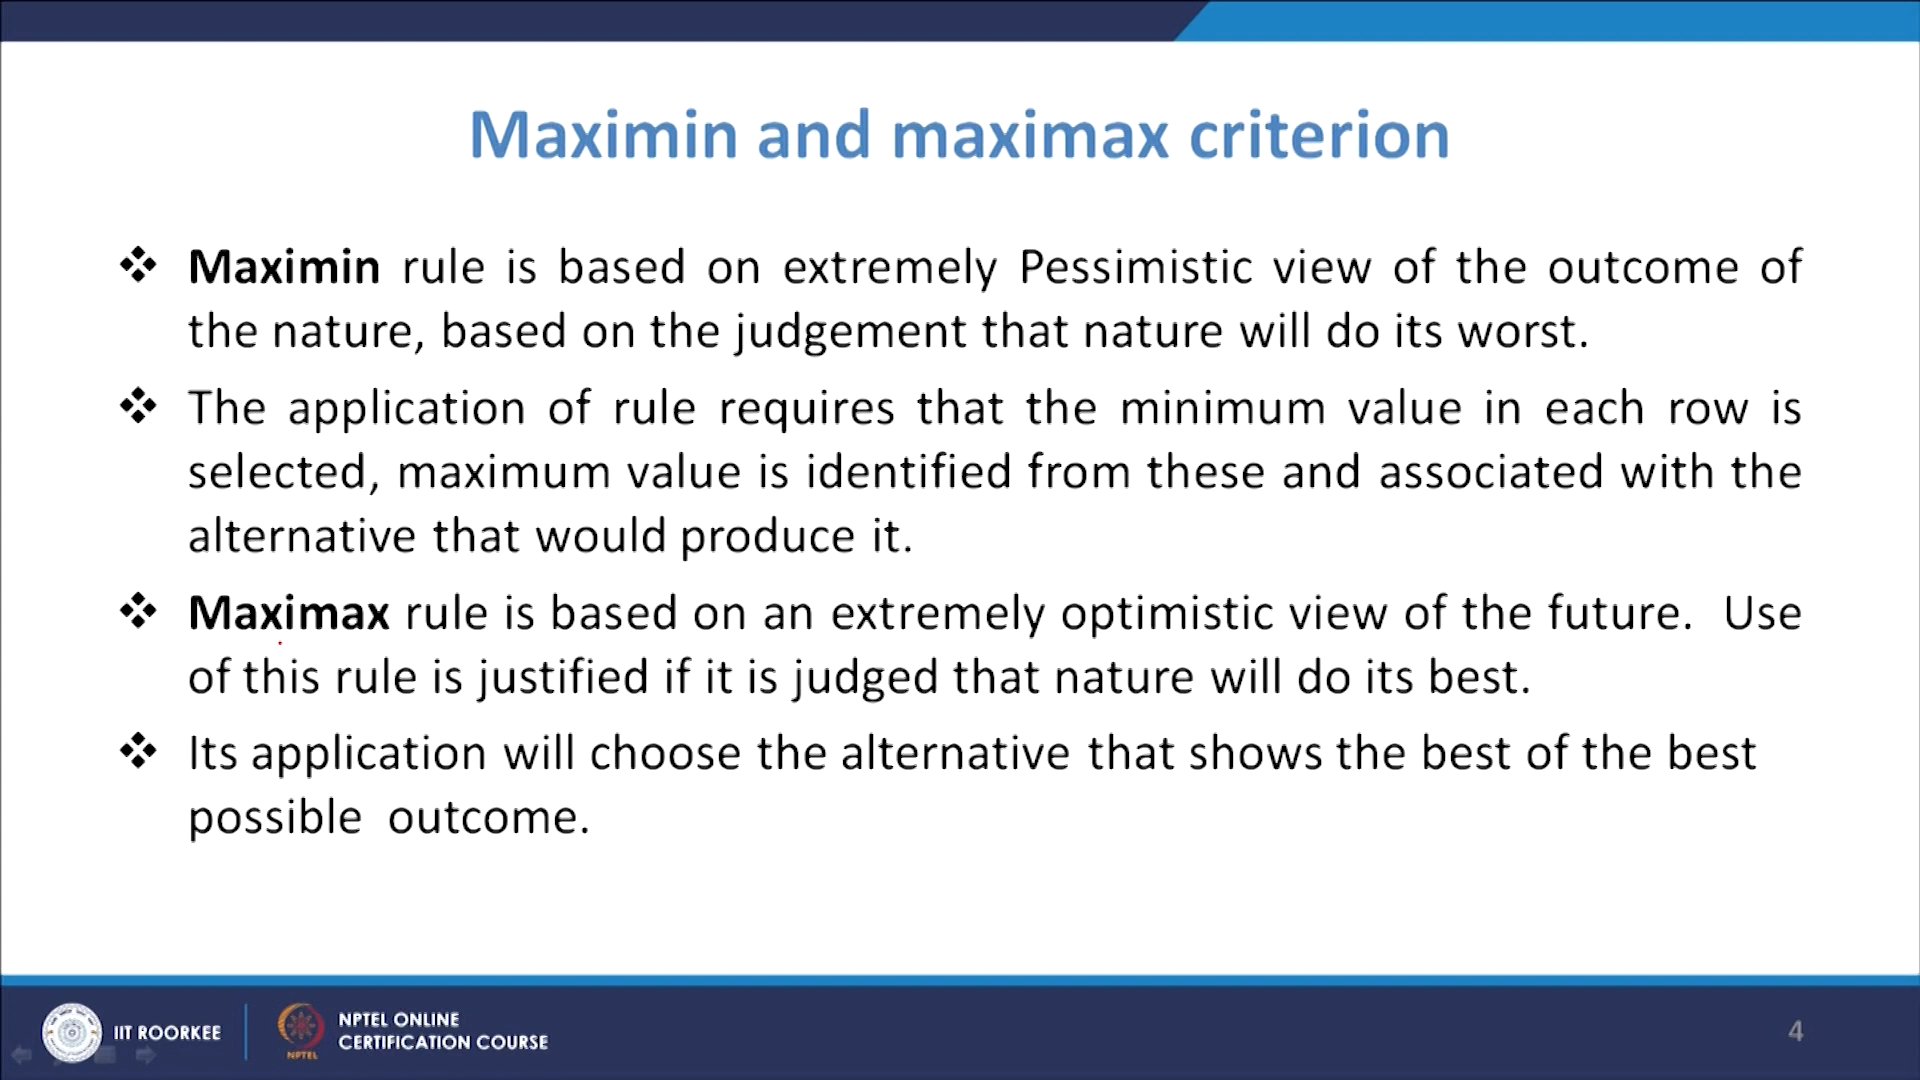 Maximin and maximax criterion
❖ Maximin rule is based on extremely Pessimistic view of the outcome of
the nature, based on the judgement that nature will do its worst.
❖ The application of rule requires that the minimum value in each row is
selected, maximum value is identified from these and associated with the
alternative that would produce it.
❖ Maximax rule is based on an extremely optimistic view of the future. Use
of this rule is justified if it is judged that nature will do its best.
❖ Its application will choose the alternative that shows the best of the best
possible outcome.
IIT ROORKEE
NPTEL
NPTEL ONLINE
CERTIFICATION COURSE
4